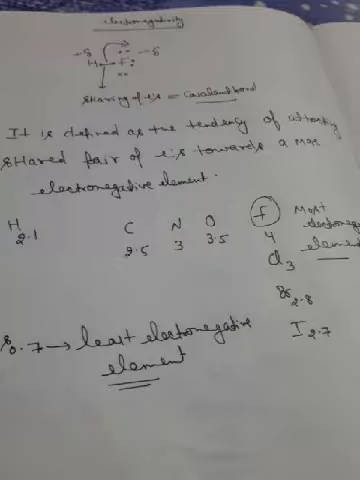 electronegativity
+δ H F: -δ
sharing of e's = Covalent bond
It is defined as the tendency of attracting
shared pair of e's towards a more
electronegative element.
H C N O F Most
2.1 2.5 3 3.5 4 electronega
element
Cl 3
Br 2.8
I 2.7
0.7 → least electronegative
element